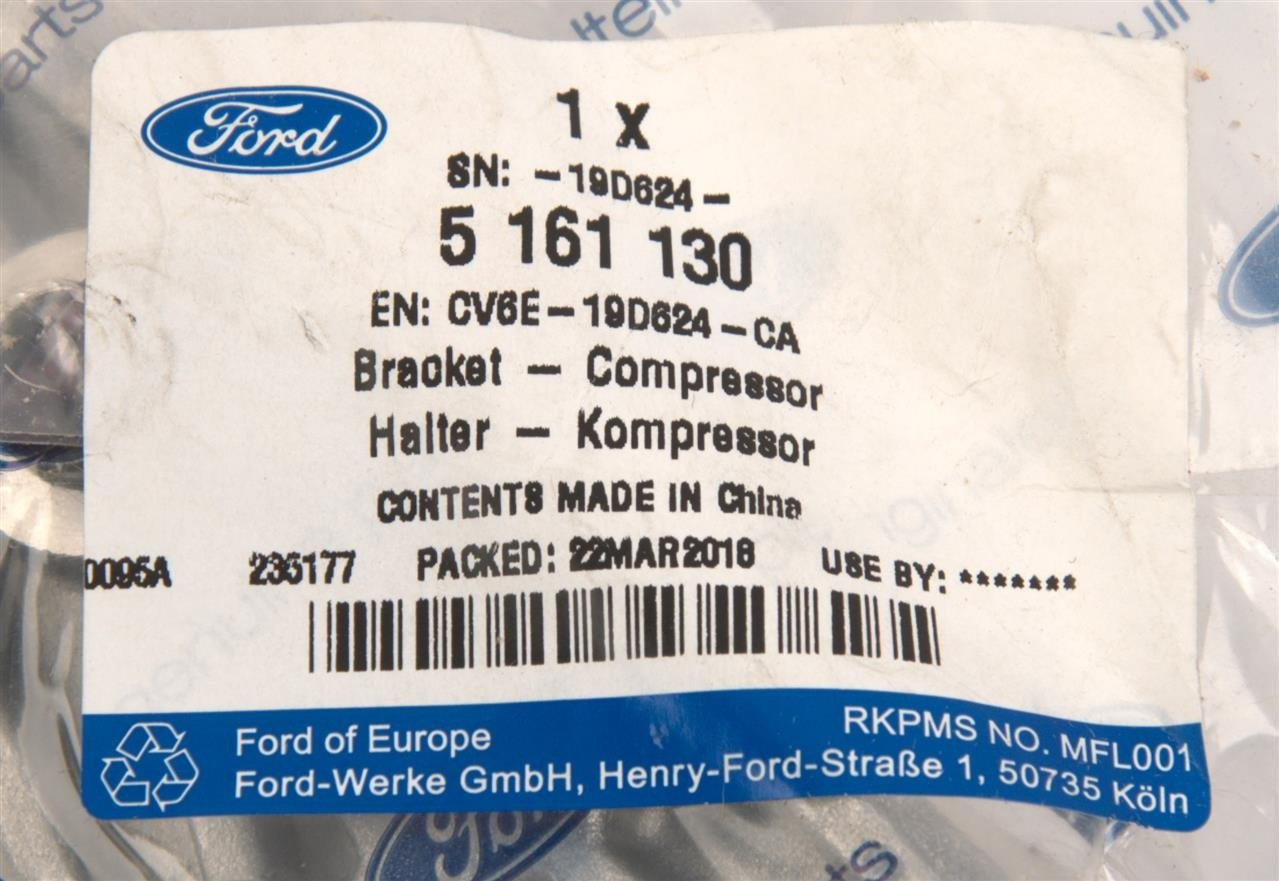 Ford
1 X
SN: -19D624-
5 161 130
EN: CV6E-19D624-CA
Bracket - Compressor
Halter - Kompressor
CONTENTS MADE IN China
0095A 235177 PACKED: 22MAR2018 USE BY: *******
Ford of Europe
RKPMS NO. MFL001
Ford-Werke GmbH, Henry-Ford-Straße 1, 50735 Köln